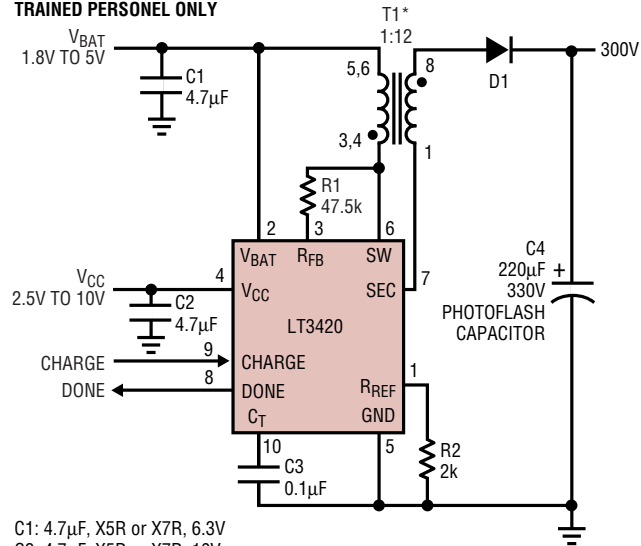 TRAINED PERSONEL ONLY
VBAT
1.8V TO 5V
C1
4.7µF
T1*
1:12
5,6
8
D1
300V
3,4
1
R1
47.5k
2
3
6
VBAT
RFB
SW
4
VCC
2.5V TO 10V
VCC
SEC
7
C2
4.7µF
LT3420
C4
220µF
+
330V
PHOTOFLASH
CAPACITOR
CHARGE
9
CHARGE
DONE
8
DONE
RREF
1
CT
GND
10
5
C3
0.1µF
R2
2k
C1: 4.7µF, X5R or X7R, 6.3V